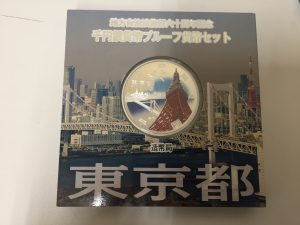 地方自治法施行六十周年記念
千円銀貨幣プルーフ貨幣セット
造幣局
東京都